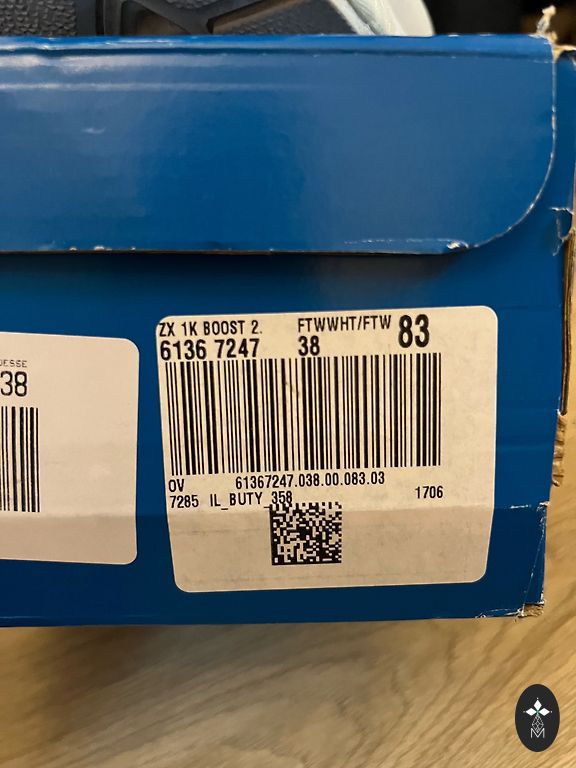 ESSE
38
ZX 1K BOOST 2. FTWWHT/FTW 83
6136 7247 38
OV 61367247.038.00.083.03
7285 IL_BUTY_358 1706
M